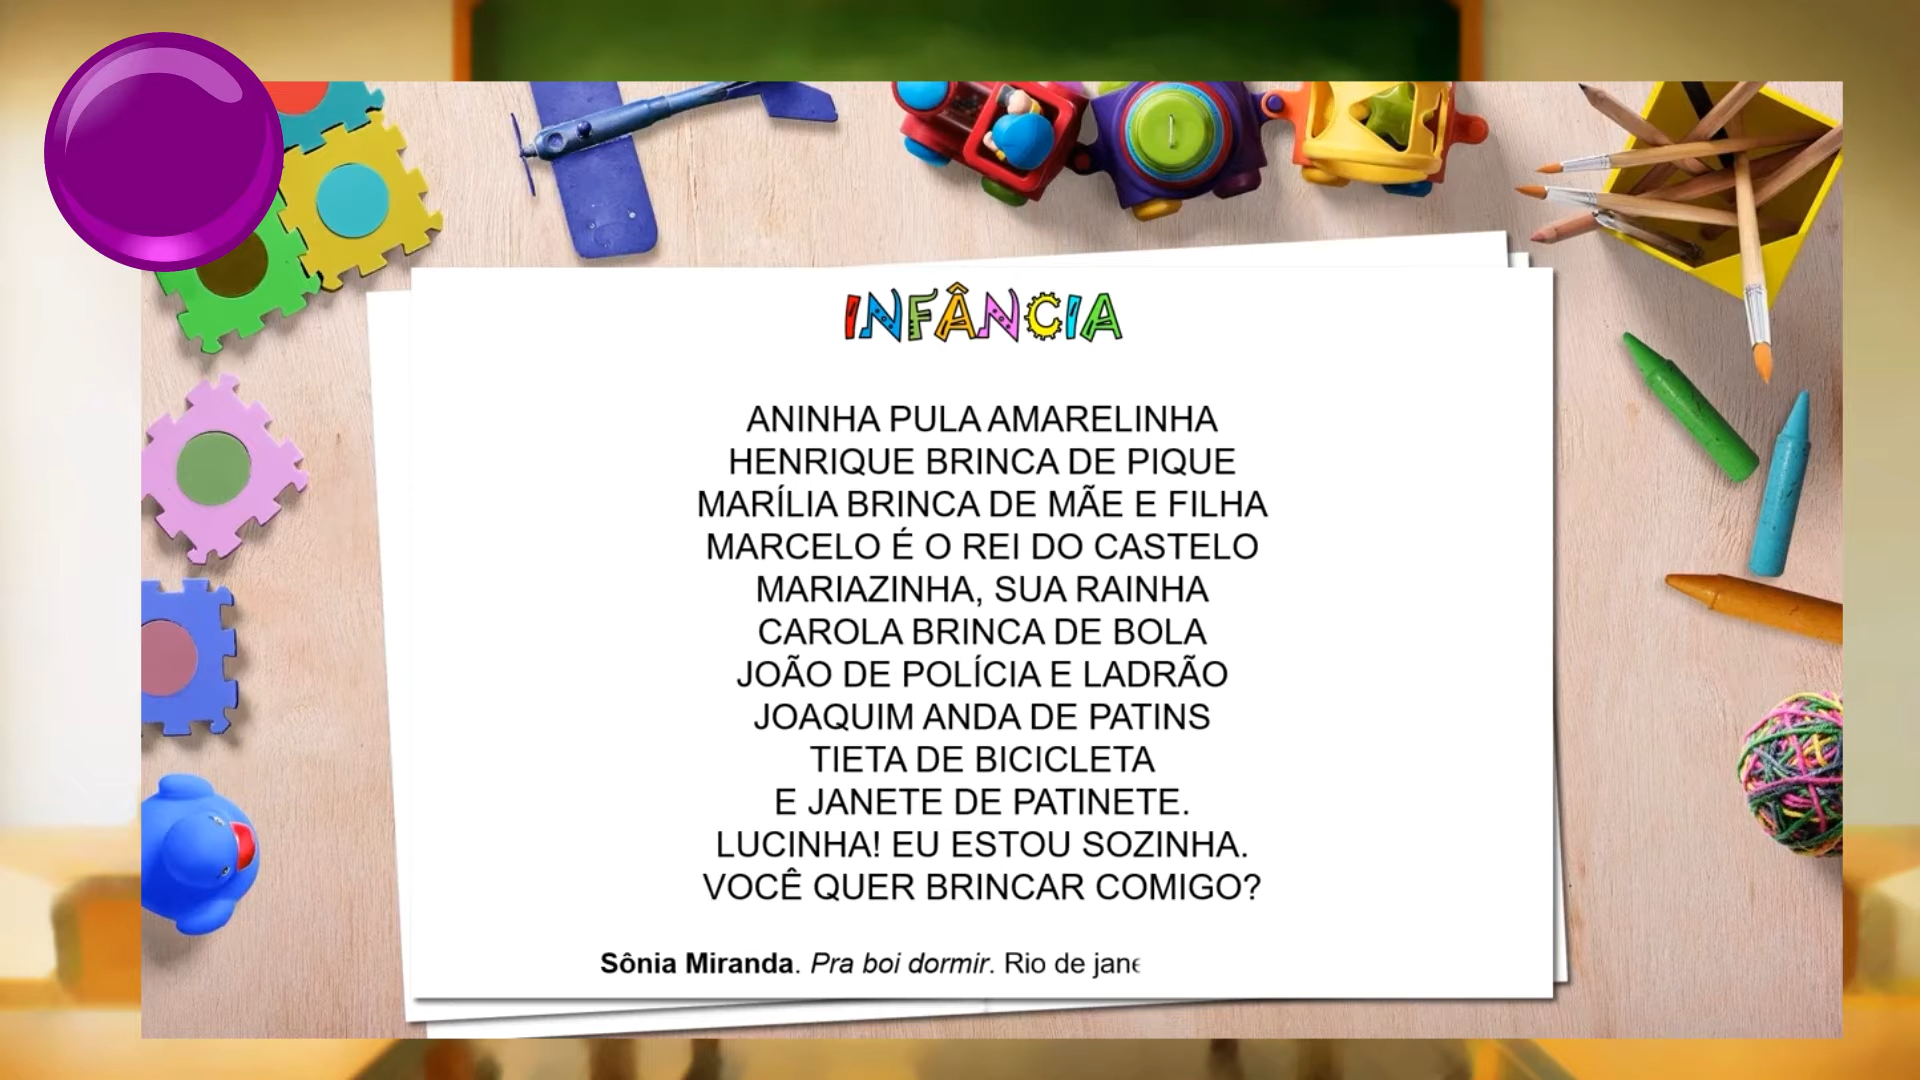 INFÂNCIA
ANINHA PULA AMARELINHA
HENRIQUE BRINCA DE PIQUE
MARÍLIA BRINCA DE MÃE E FILHA
MARCELO É O REI DO CASTELO
MARIAZINHA, SUA RAINHA
CAROLA BRINCA DE BOLA
JOÃO DE POLÍCIA E LADRÃO
JOAQUIM ANDA DE PATINS
TIETA DE BICICLETA
E JANETE DE PATINETE.
LUCINHA! EU ESTOU SOZINHA.
VOCÊ QUER BRINCAR COMIGO?
Sônia Miranda. Pra boi dormir. Rio de